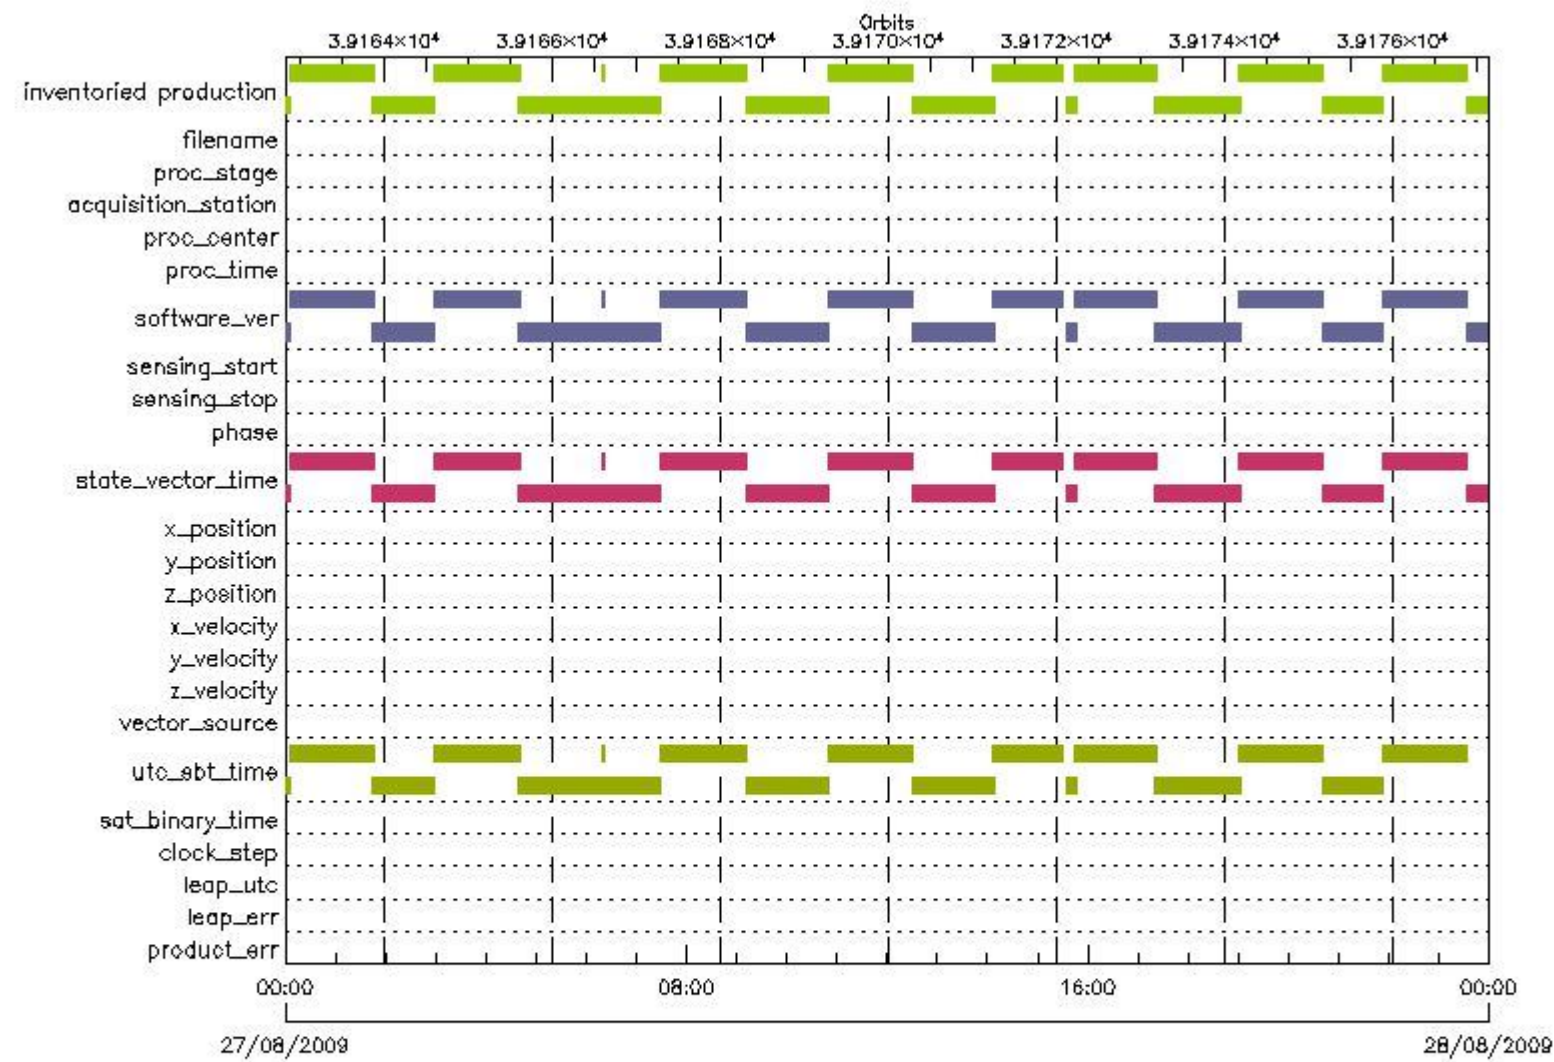 Orbits
3.9164×10⁴ 3.9166×10⁴ 3.9168×10⁴ 3.9170×10⁴ 3.9172×10⁴ 3.9174×10⁴ 3.9176×10⁴
inventoried production
filename
proc_stage
acquisition_station
proc_center
proc_time
software_ver
sensing_start
sensing_stop
phase
state_vector_time
x_position
y_position
z_position
x_velocity
y_velocity
z_velocity
vector_source
utc_sbt_time
sat_binary_time
clock_step
leap_utc
leap_err
product_err
00:00 08:00 16:00 00:00
27/08/2009 28/08/2009